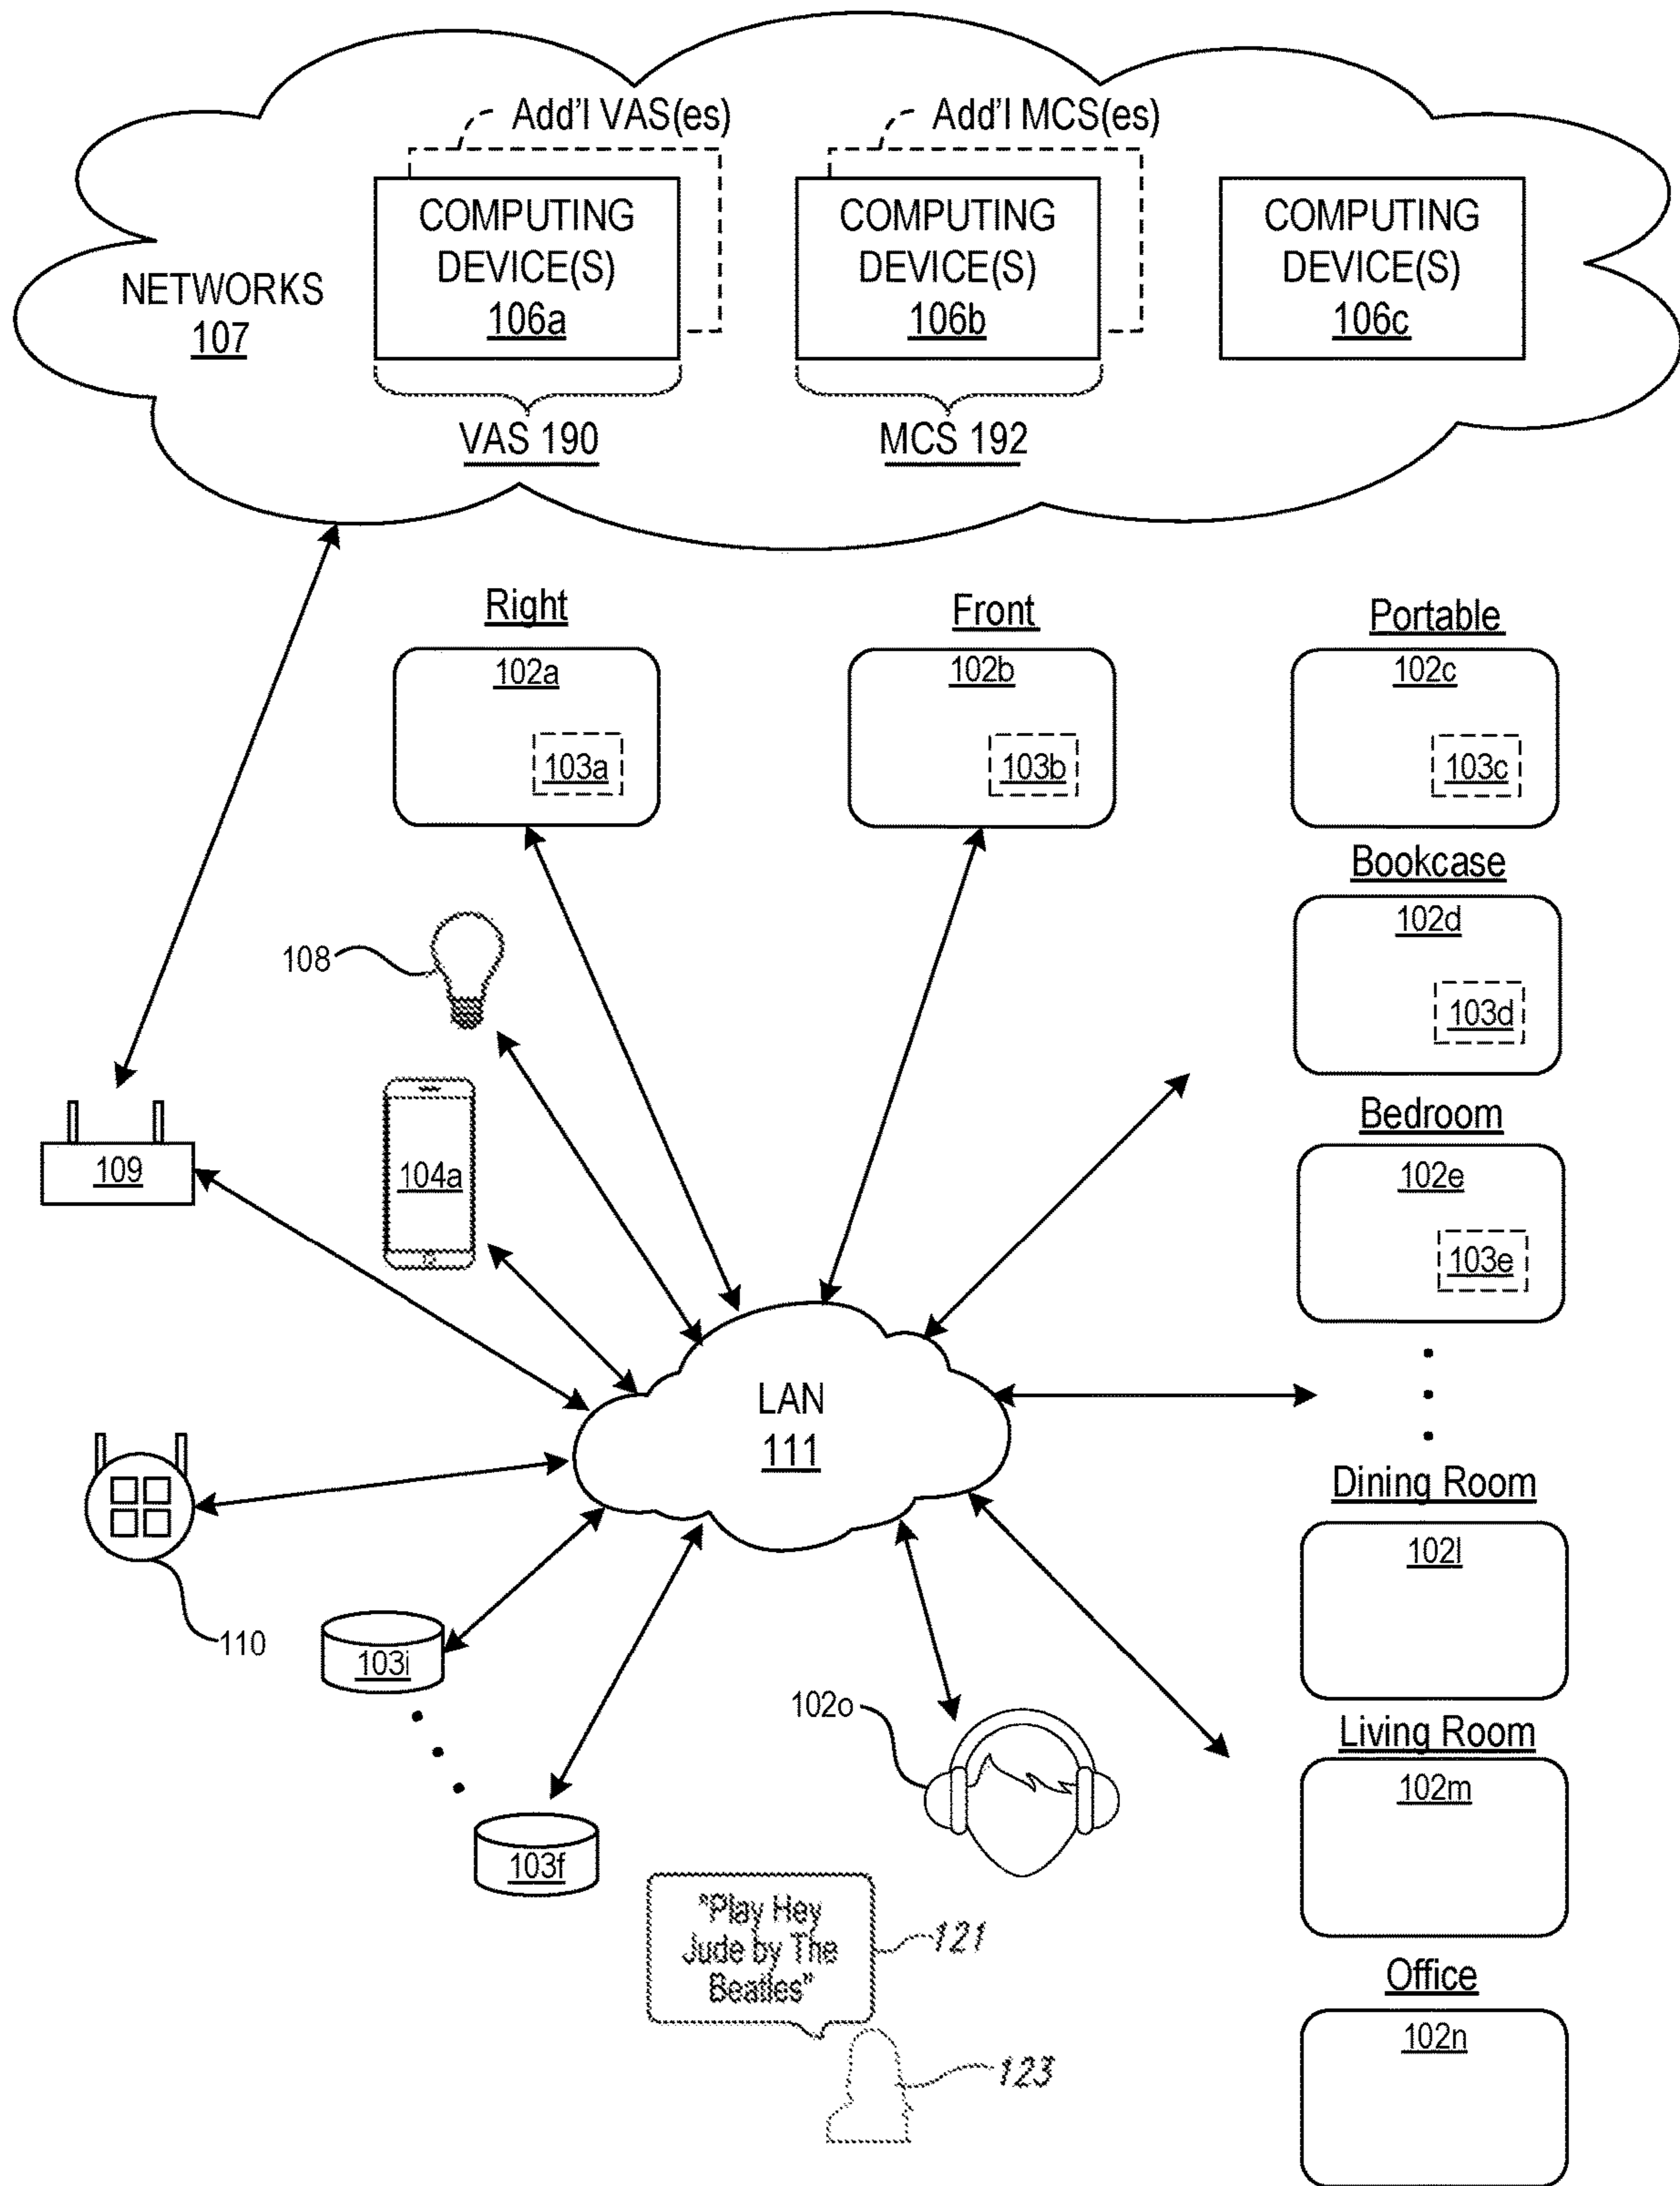 Add'l VAS(es)
Add'l MCS(es)
COMPUTING
DEVICE(S)
106a
COMPUTING
DEVICE(S)
106b
COMPUTING
DEVICE(S)
106c
NETWORKS
107
VAS 190
MCS 192
Right
102a
103a
Front
102b
103b
Portable
102c
103c
Bookcase
102d
103d
108
Bedroom
102e
103e
109
104a
LAN
111
Dining Room
102l
110
103i
Living Room
102m
102o
103f
"Play Hey
Jude by The
Beatles"
121
Office
102n
123